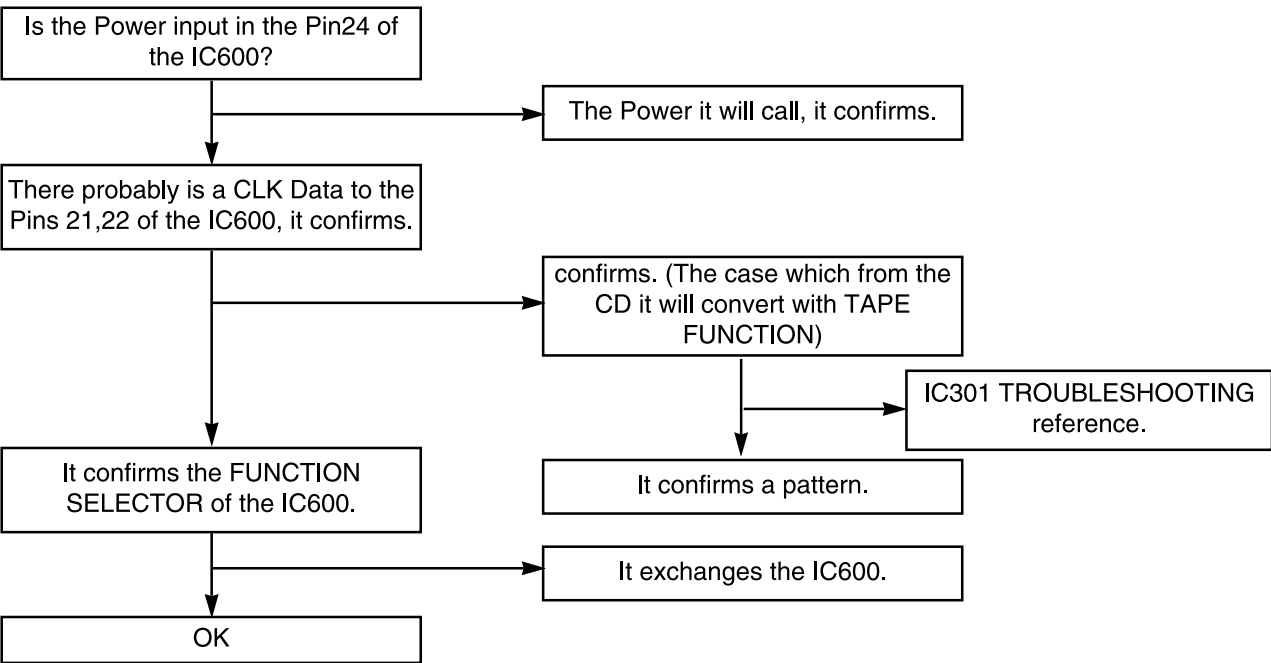 Is the Power input in the Pin24 of
the IC600?
The Power it will call, it confirms.
There probably is a CLK Data to the
Pins 21,22 of the IC600, it confirms.
confirms. (The case which from the
CD it will convert with TAPE
FUNCTION)
IC301 TROUBLESHOOTING
reference.
It confirms the FUNCTION
SELECTOR of the IC600.
It confirms a pattern.
It exchanges the IC600.
OK